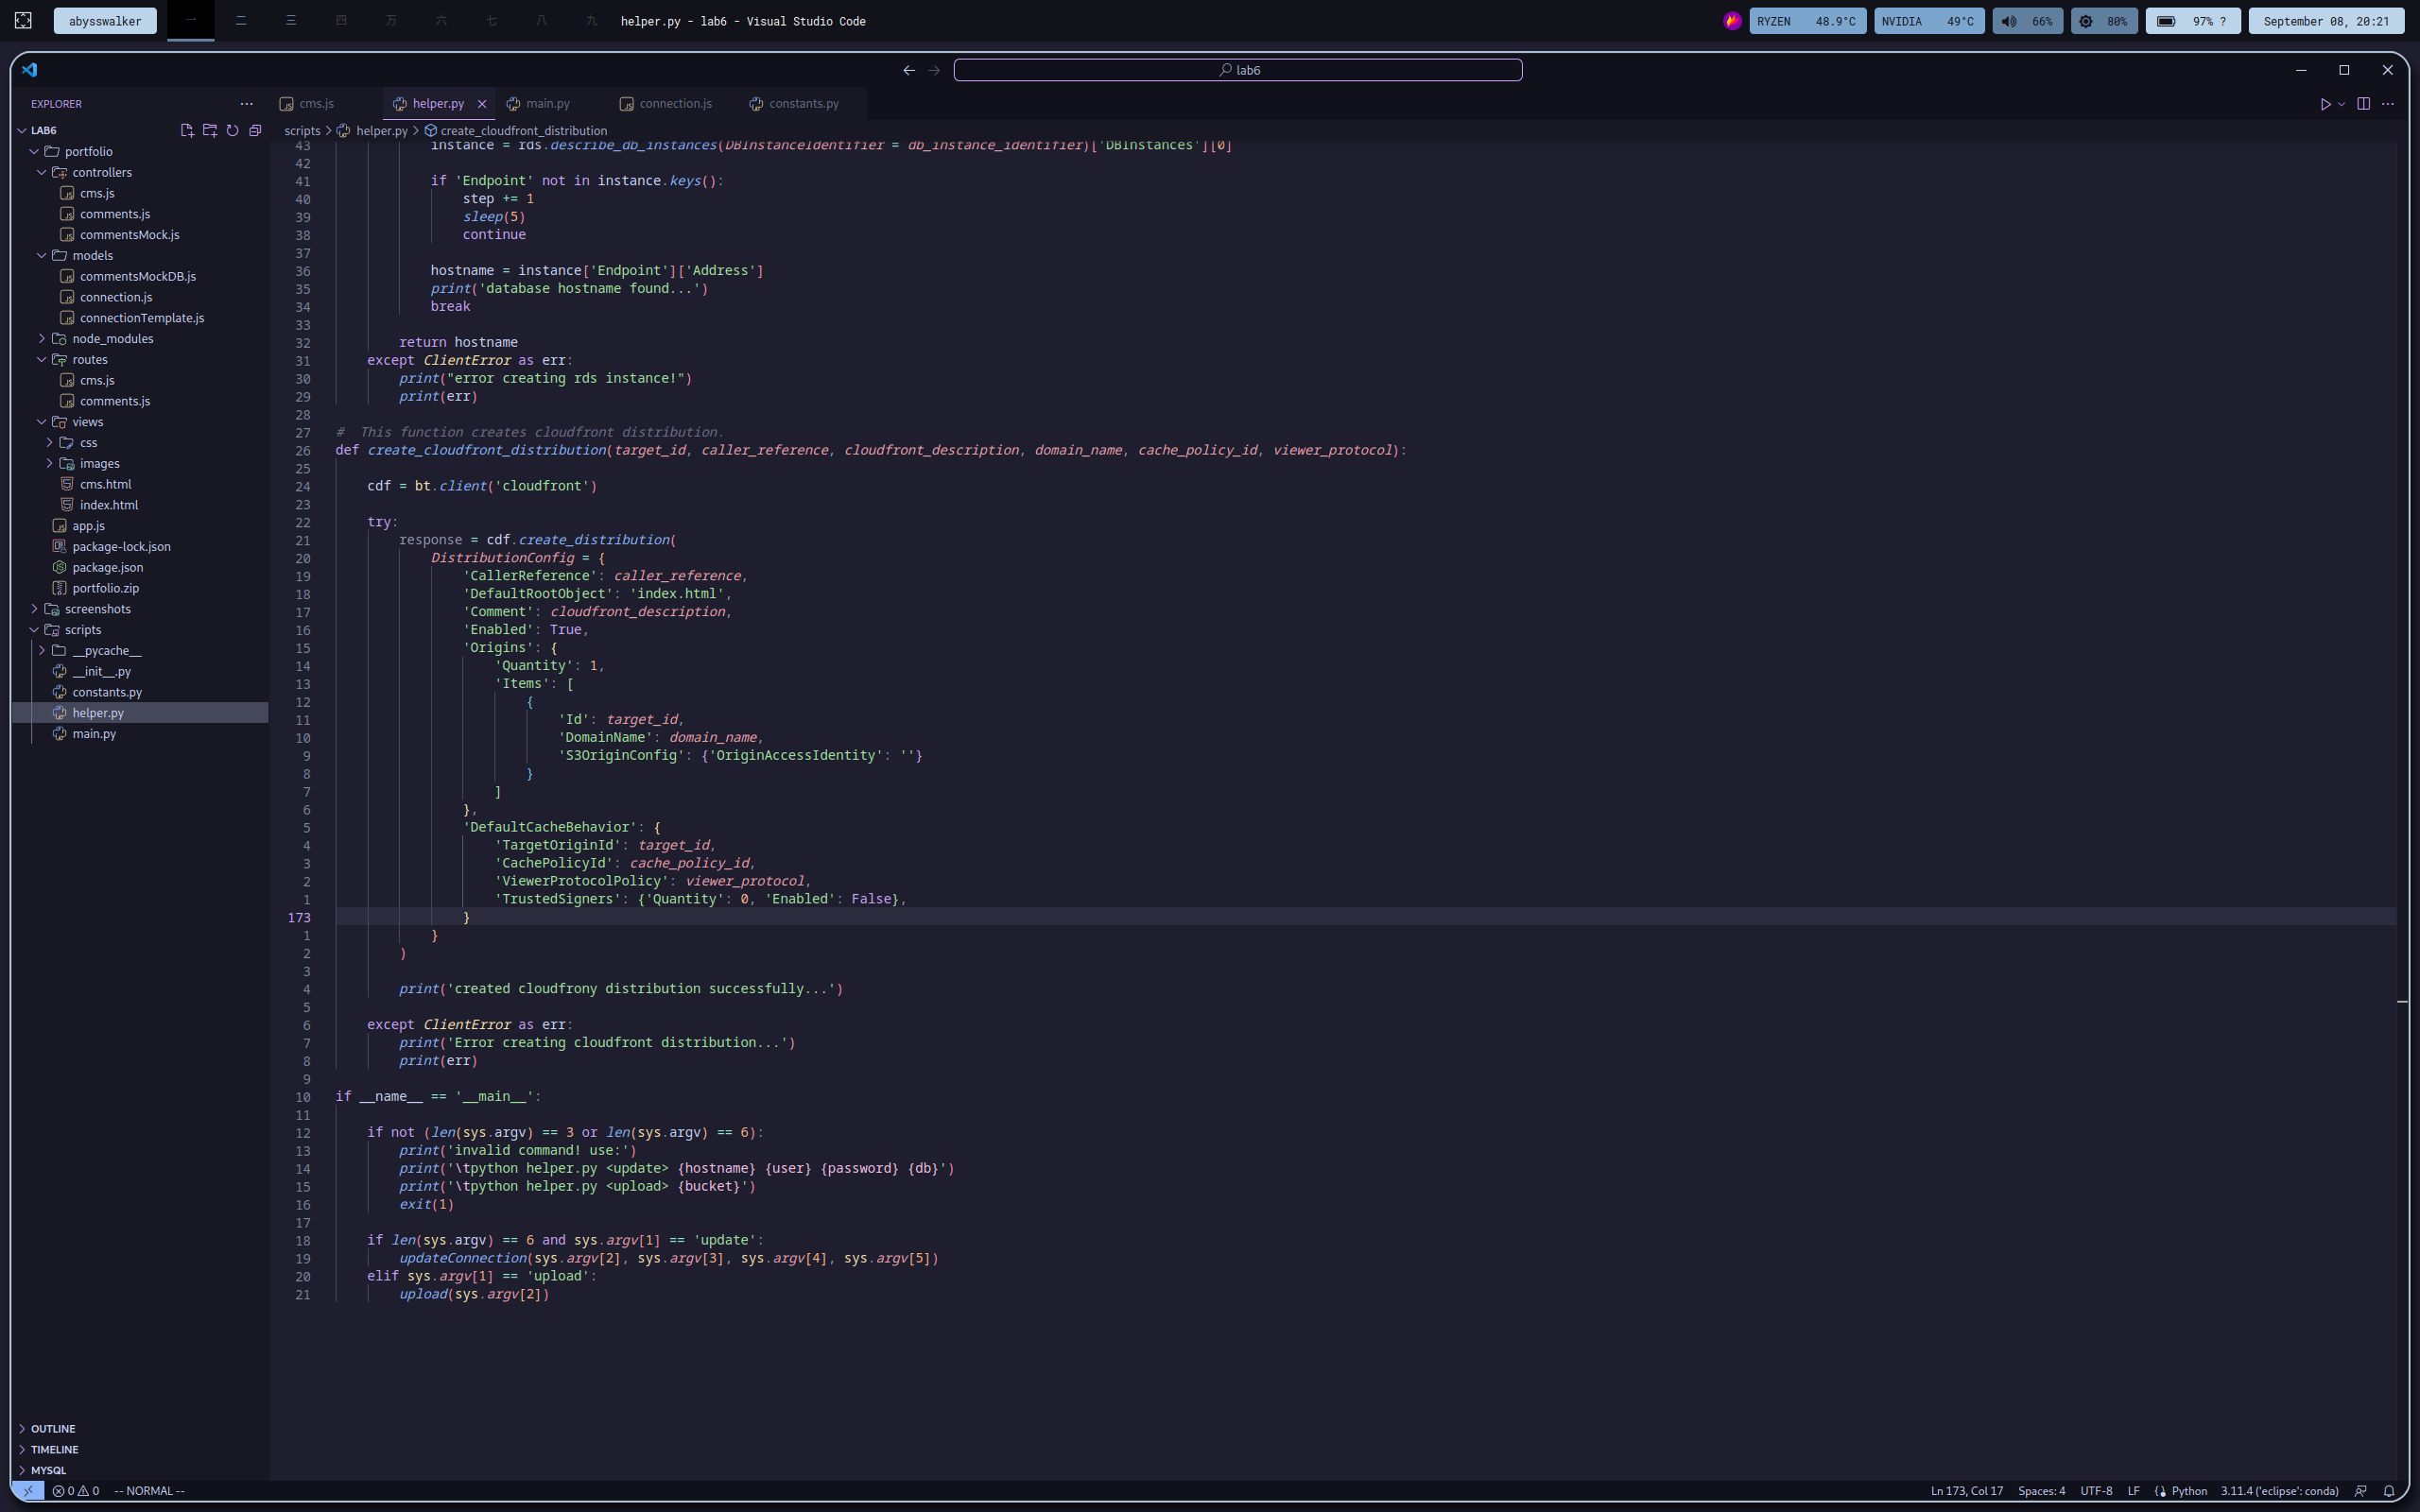 abysswalker 一 二 三 四 万 六 七 八 九 helper.py - lab6 - Visual Studio Code RYZEN 48.9°C NVIDIA 49°C 66% 80% 97% ? September 08, 20:21
lab6
EXPLORER
cms.js helper.py main.py connection.js constants.py
LAB6
portfolio
controllers
cms.js
comments.js
commentsMock.js
models
commentsMockDB.js
connection.js
connectionTemplate.js
node_modules
routes
cms.js
comments.js
views
css
images
cms.html
index.html
app.js
package-lock.json
package.json
portfolio.zip
screenshots
scripts
__pycache__
__init__.py
constants.py
helper.py
main.py
OUTLINE
TIMELINE
MYSQL
scripts > helper.py > create_cloudfront_distribution
43 instance = rds.describe_db_instances(DBInstanceIdentifier = db_instance_identifier)['DBInstances'][0]
42
41 if 'Endpoint' not in instance.keys():
40 step += 1
39 sleep(5)
38 continue
37
36 hostname = instance['Endpoint']['Address']
35 print('database hostname found...')
34 break
33
32 return hostname
31 except ClientError as err:
30 print("error creating rds instance!")
29 print(err)
28
27 #  This function creates cloudfront distribution.
26 def create_cloudfront_distribution(target_id, caller_reference, cloudfront_description, domain_name, cache_policy_id, viewer_protocol):
25
24 cdf = bt.client('cloudfront')
23
22 try:
21 response = cdf.create_distribution(
20 DistributionConfig = {
19 'CallerReference': caller_reference,
18 'DefaultRootObject': 'index.html',
17 'Comment': cloudfront_description,
16 'Enabled': True,
15 'Origins': {
14 'Quantity': 1,
13 'Items': [
12 {
11 'Id': target_id,
10 'DomainName': domain_name,
9 'S3OriginConfig': {'OriginAccessIdentity': ''}
8 }
7 ]
6 },
5 'DefaultCacheBehavior': {
4 'TargetOriginId': target_id,
3 'CachePolicyId': cache_policy_id,
2 'ViewerProtocolPolicy': viewer_protocol,
1 'TrustedSigners': {'Quantity': 0, 'Enabled': False},
173 }
1 }
2 )
3
4 print('created cloudfrony distribution successfully...')
5
6 except ClientError as err:
7 print('Error creating cloudfront distribution...')
8 print(err)
9
10 if __name__ == '__main__':
11
12 if not (len(sys.argv) == 3 or len(sys.argv) == 6):
13 print('invalid command! use:')
14 print('\tpython helper.py <update> {hostname} {user} {password} {db}')
15 print('\tpython helper.py <upload> {bucket}')
16 exit(1)
17
18 if len(sys.argv) == 6 and sys.argv[1] == 'update':
19 updateConnection(sys.argv[2], sys.argv[3], sys.argv[4], sys.argv[5])
20 elif sys.argv[1] == 'upload':
21 upload(sys.argv[2])
0 0 -- NORMAL -- Ln 173, Col 17 Spaces: 4 UTF-8 LF Python 3.11.4 ('eclipse': conda)